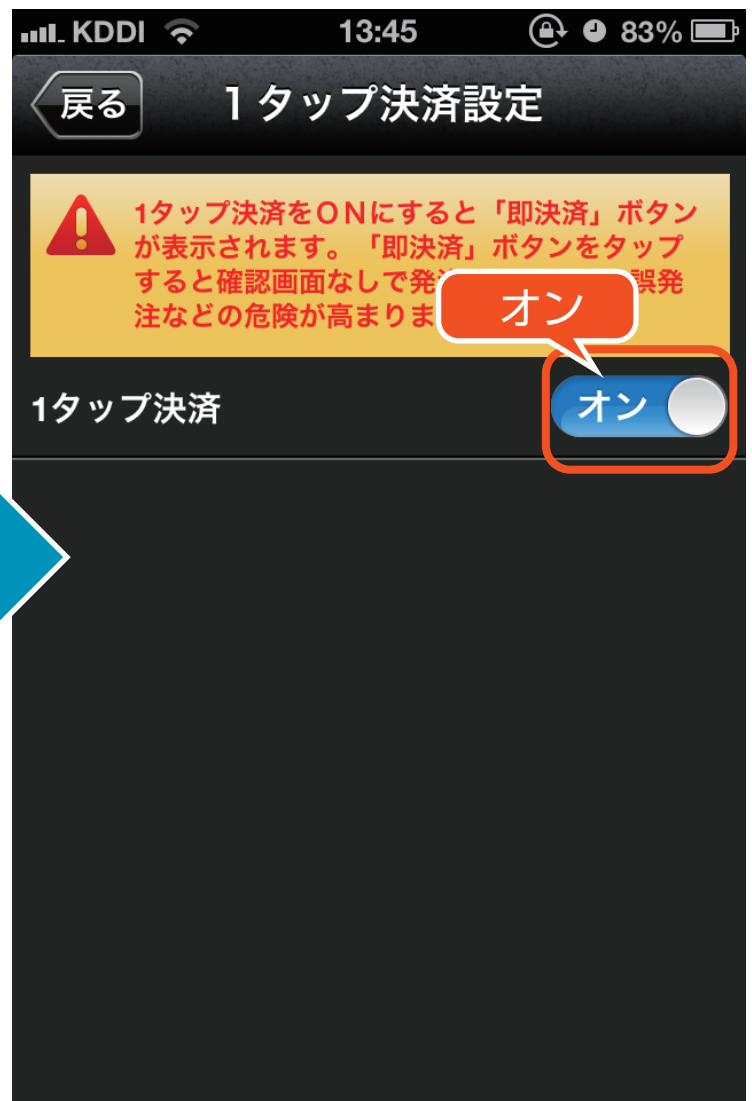 KDDI 13:45 83%
戻る 1タップ決済設定
1タップ決済をONにすると「即決済」ボタン
が表示されます。「即決済」ボタンをタップ
すると確認画面なしで発 誤発
注などの危険が高まりま
オン
1タップ決済 オン